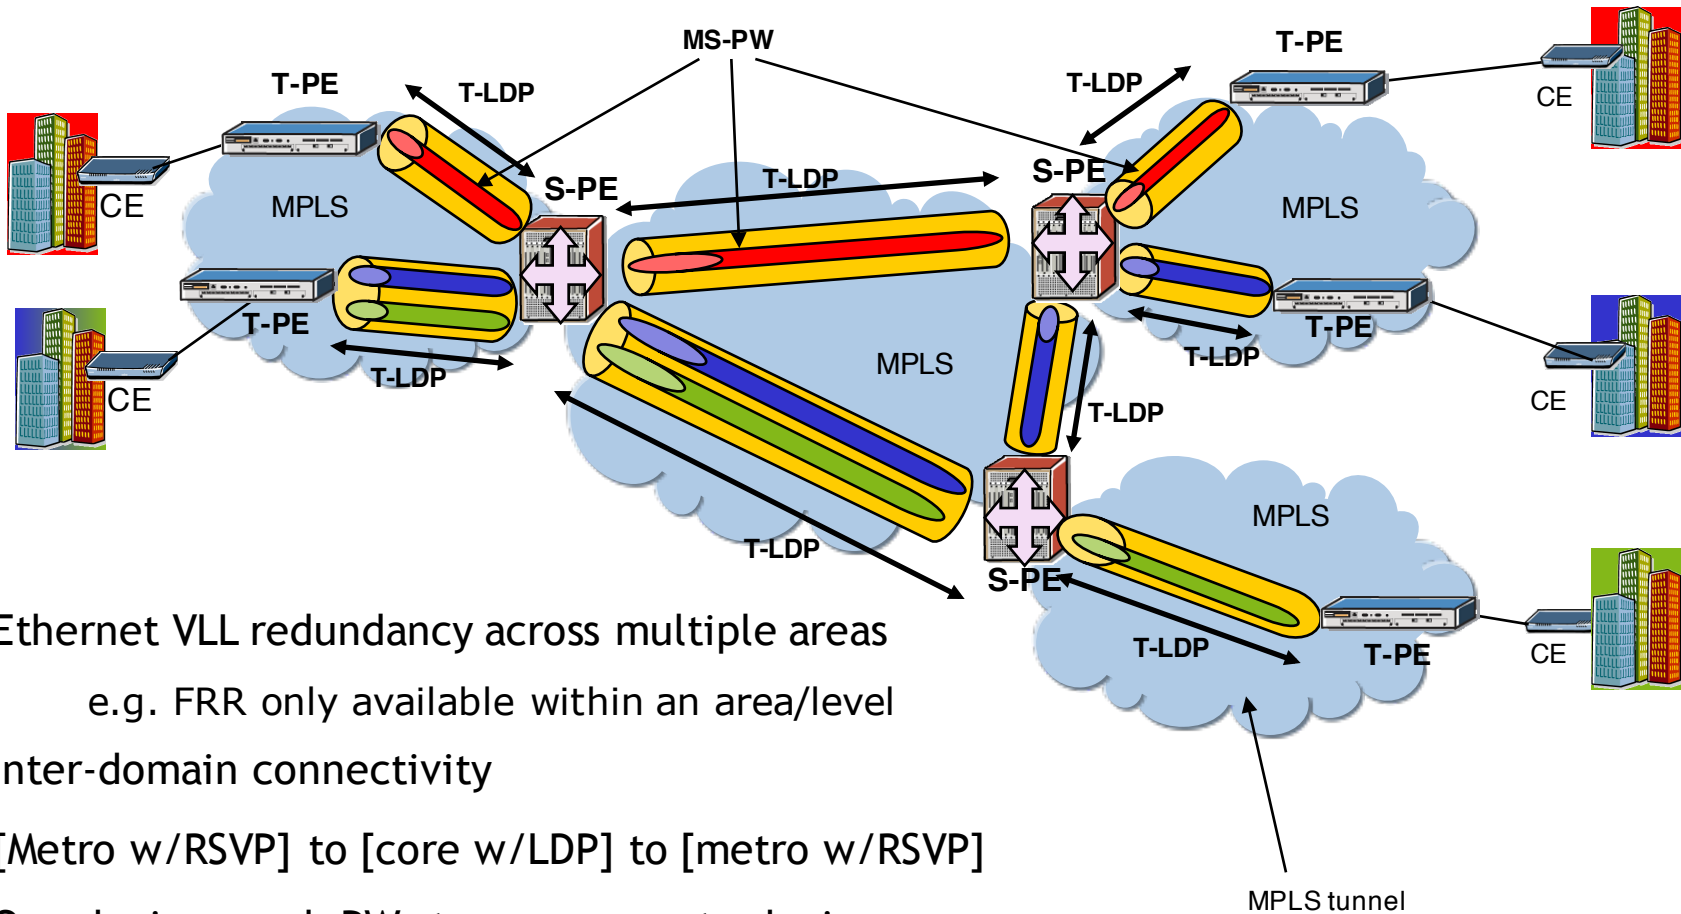 MS-PW
T-PE
T-PE
T-LDP
T-LDP
CE
S-PE
T-LDP
S-PE
CE
MPLS
MPLS
T-PE
T-PE
T-LDP
MPLS
T-LDP
CE
T-LDP
CE
MPLS
T-LDP
S-PE
Ethernet VLL redundancy across multiple areas
T-LDP
T-PE
CE
e.g. FRR only available within an area/level
nter-domain connectivity
[Metro w/RSVP] to [core w/LDP] to [metro w/RSVP]
MPLS tunnel